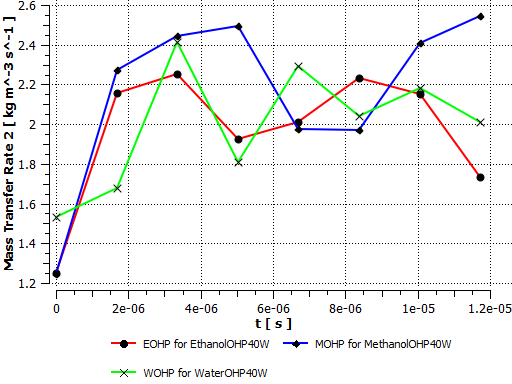 Mass Transfer Rate 2 [ kg m^-3 s^-1 ]
2.6
2.4
2.2
2
1.8
1.6
1.4
1.2
0 2e-06 4e-06 6e-06 8e-06 1e-05 1.2e-05
t [ s ]
EOHP for EthanolOHP40W MOHP for MethanolOHP40W
WOHP for WaterOHP40W